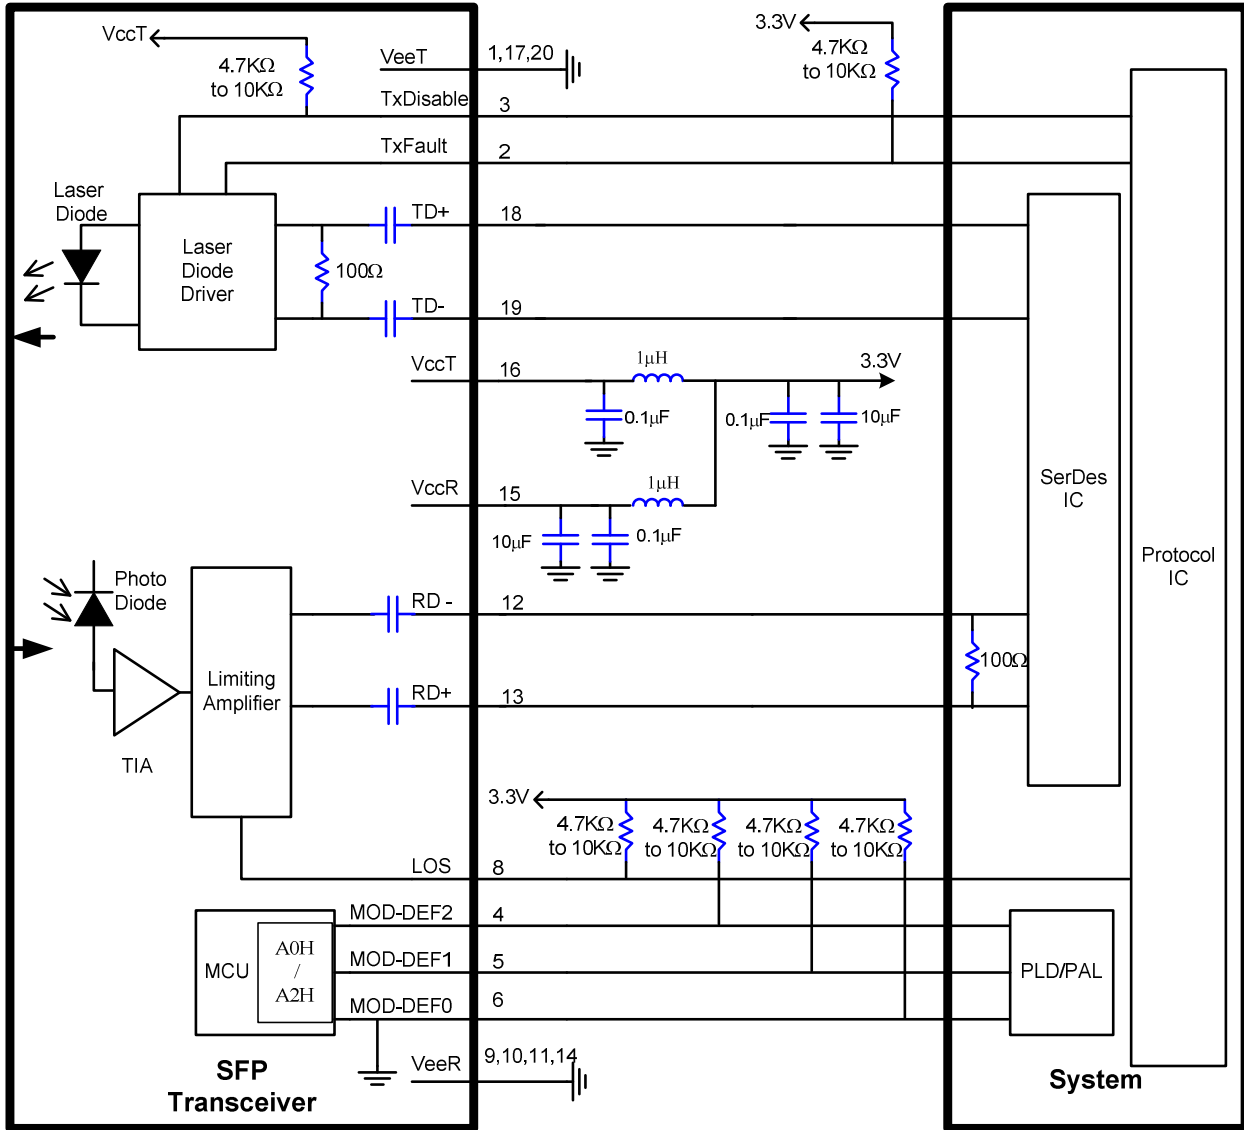 VccT
4.7KΩ
to 10KΩ
VeeT
1,17,20
3.3V
4.7KΩ
to 10KΩ
TxDisable
3
TxFault
2
Laser
Diode
Laser
Diode
Driver
100Ω
TD+
18
TD-
19
VccT
16
1μH
3.3V
0.1μF
0.1μF
10μF
VccR
15
1μH
10μF
0.1μF
SerDes
IC
Protocol
IC
Photo
Diode
TIA
Limiting
Amplifier
RD -
12
RD+
13
100Ω
3.3V
4.7KΩ
to 10KΩ
4.7KΩ
to 10KΩ
4.7KΩ
to 10KΩ
4.7KΩ
to 10KΩ
LOS
8
MCU
A0H
/
A2H
MOD-DEF2
4
MOD-DEF1
5
MOD-DEF0
6
PLD/PAL
VeeR
9,10,11,14
SFP
Transceiver
System